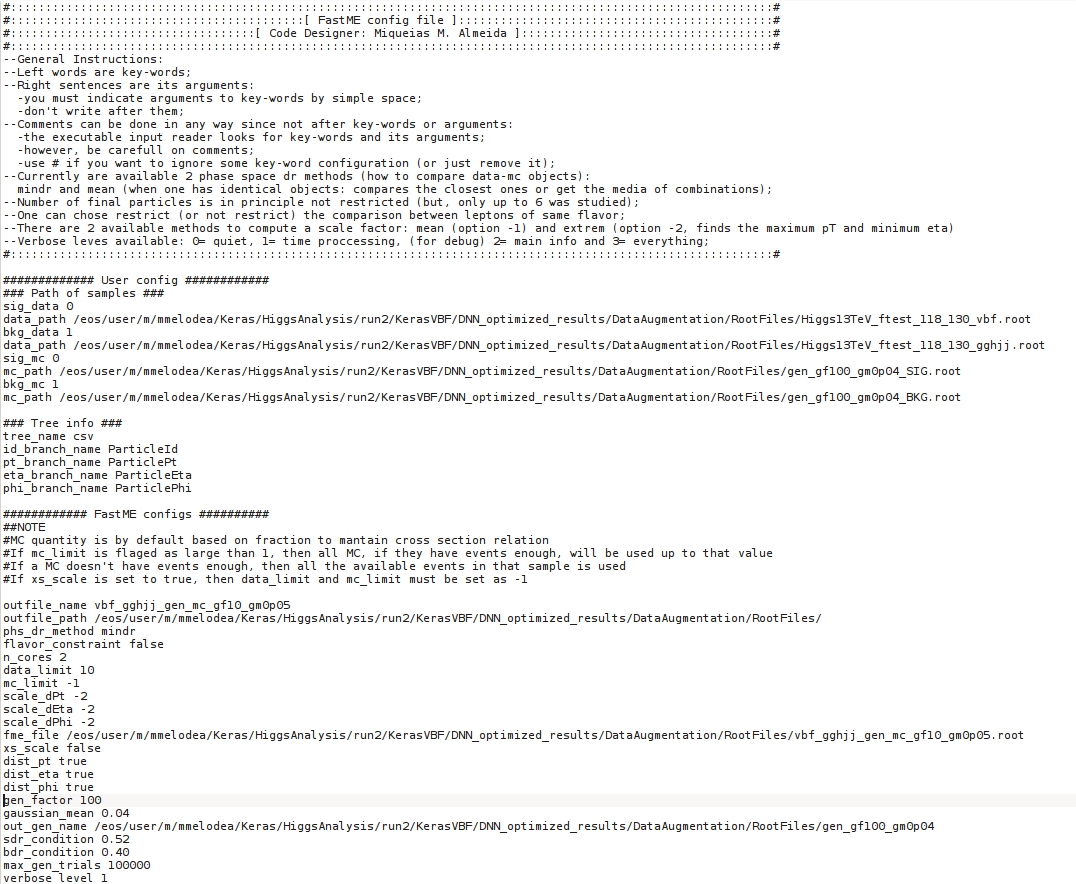 #:::::::::::::::::::::::::::::::::::::::::::::::::::::::::::::::::::::::::::::::::::::::::::::::::::::::::::::#
#::::::::::::::::::::::::::::::::::::::::::[ FastME config file ]:::::::::::::::::::::::::::::::::::::::::::::#
#:::::::::::::::::::::::::::::::::::[ Code Designer: Miqueias M. Almeida ]::::::::::::::::::::::::::::::::::::#
#:::::::::::::::::::::::::::::::::::::::::::::::::::::::::::::::::::::::::::::::::::::::::::::::::::::::::::::#
--General Instructions:
--Left words are key-words;
--Right sentences are its arguments:
  -you must indicate arguments to key-words by simple space;
  -don't write after them;
--Comments can be done in any way since not after key-words or arguments:
  -the executable input reader looks for key-words and its arguments;
  -however, be carefull on comments;
  -use # if you want to ignore some key-word configuration (or just remove it);
--Currently are available 2 phase space dr methods (how to compare data-mc objects):
  mindr and mean (when one has identical objects: compares the closest ones or get the media of combinations);
--Number of final particles is in principle not restricted (but, only up to 6 was studied);
--One can chose restrict (or not restrict) the comparison between leptons of same flavor;
--There are 2 available methods to compute a scale factor: mean (option -1) and extrem (option -2, finds the maximum pT and minimum eta)
--Verbose leves available: 0= quiet, 1= time proccessing, (for debug) 2= main info and 3= everything;
#:::::::::::::::::::::::::::::::::::::::::::::::::::::::::::::::::::::::::::::::::::::::::::::::::::::::::::::#
############# User config ############
### Path of samples ###
sig_data 0
data_path /eos/user/m/mmelodea/Keras/HiggsAnalysis/run2/KerasVBF/DNN_optimized_results/DataAugmentation/RootFiles/Higgs13TeV_ftest_118_130_vbf.root
bkg_data 1
data_path /eos/user/m/mmelodea/Keras/HiggsAnalysis/run2/KerasVBF/DNN_optimized_results/DataAugmentation/RootFiles/Higgs13TeV_ftest_118_130_gghjj.root
sig_mc 0
mc_path /eos/user/m/mmelodea/Keras/HiggsAnalysis/run2/KerasVBF/DNN_optimized_results/DataAugmentation/RootFiles/gen_gf100_gm0p04_SIG.root
bkg_mc 1
mc_path /eos/user/m/mmelodea/Keras/HiggsAnalysis/run2/KerasVBF/DNN_optimized_results/DataAugmentation/RootFiles/gen_gf100_gm0p04_BKG.root
### Tree info ###
tree_name csv
id_branch_name ParticleId
pt_branch_name ParticlePt
eta_branch_name ParticleEta
phi_branch_name ParticlePhi
############ FastME configs ##########
##NOTE
#MC quantity is by default based on fraction to mantain cross section relation
#If mc_limit is flaged as large than 1, then all MC, if they have events enough, will be used up to that value
#If a MC doesn't have events enough, then all the available events in that sample is used
#If xs_scale is set to true, then data_limit and mc_limit must be set as -1
outfile_name vbf_gghjj_gen_mc_gf10_gm0p05
outfile_path /eos/user/m/mmelodea/Keras/HiggsAnalysis/run2/KerasVBF/DNN_optimized_results/DataAugmentation/RootFiles/
phs_dr_method mindr
flavor_constraint false
n_cores 2
data_limit 10
mc_limit -1
scale_dPt -2
scale_dEta -2
scale_dPhi -2
fme_file /eos/user/m/mmelodea/Keras/HiggsAnalysis/run2/KerasVBF/DNN_optimized_results/DataAugmentation/RootFiles/vbf_gghjj_gen_mc_gf10_gm0p05.root
xs_scale false
dist_pt true
dist_eta true
dist_phi true
gen_factor 100
gaussian_mean 0.04
out_gen_name /eos/user/m/mmelodea/Keras/HiggsAnalysis/run2/KerasVBF/DNN_optimized_results/DataAugmentation/RootFiles/gen_gf100_gm0p04
sdr_condition 0.52
bdr_condition 0.40
max_gen_trials 100000
verbose_level 1